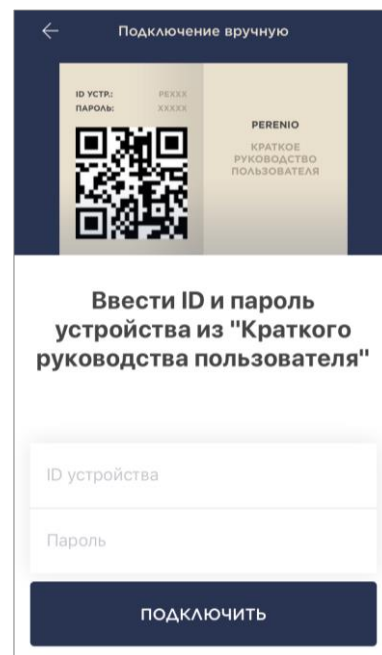 Подключение вручную
ID УСТР.: PEXXX
ПАРОЛЬ: XXXXX
PERENIO
КРАТКОЕ
РУКОВОДСТВО
ПОЛЬЗОВАТЕЛЯ
Ввести ID и пароль
устройства из "Краткого
руководства пользователя"
ID устройства
Пароль
ПОДКЛЮЧИТЬ